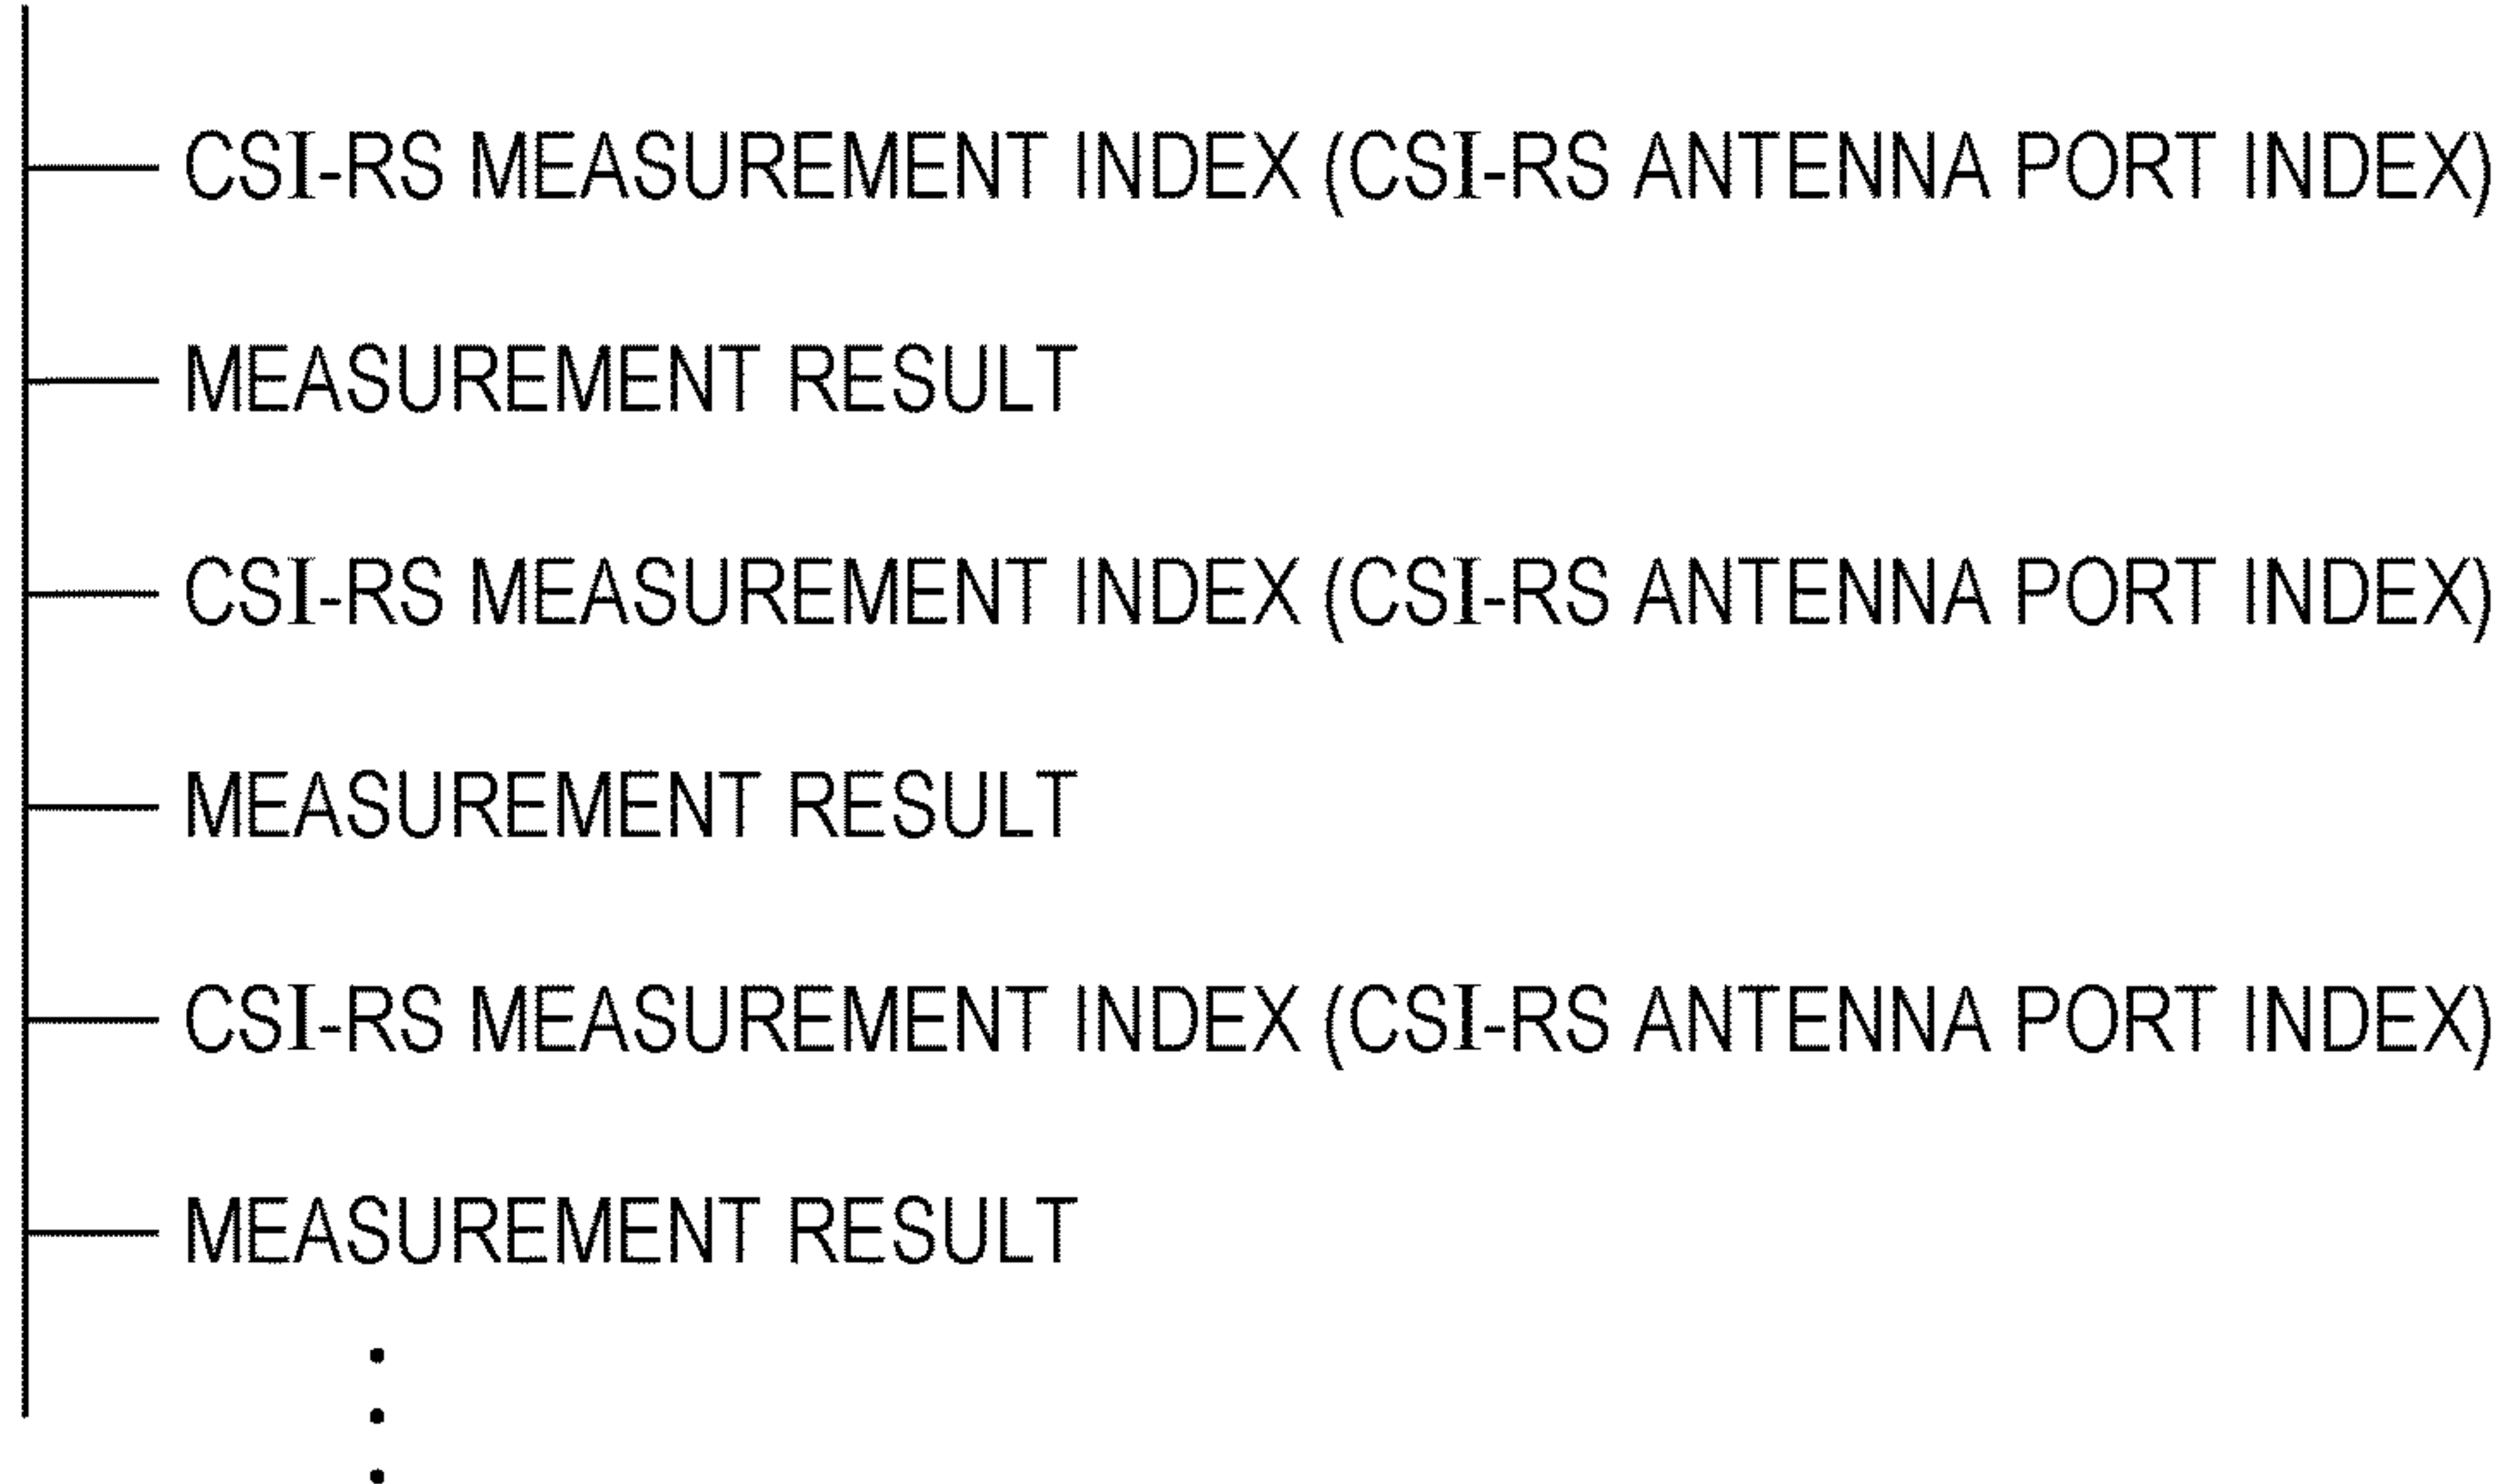 CSI-RS MEASUREMENT INDEX (CSI-RS ANTENNA PORT INDEX)
MEASUREMENT RESULT
CSI-RS MEASUREMENT INDEX (CSI-RS ANTENNA PORT INDEX)
MEASUREMENT RESULT
CSI-RS MEASUREMENT INDEX (CSI-RS ANTENNA PORT INDEX)
MEASUREMENT RESULT